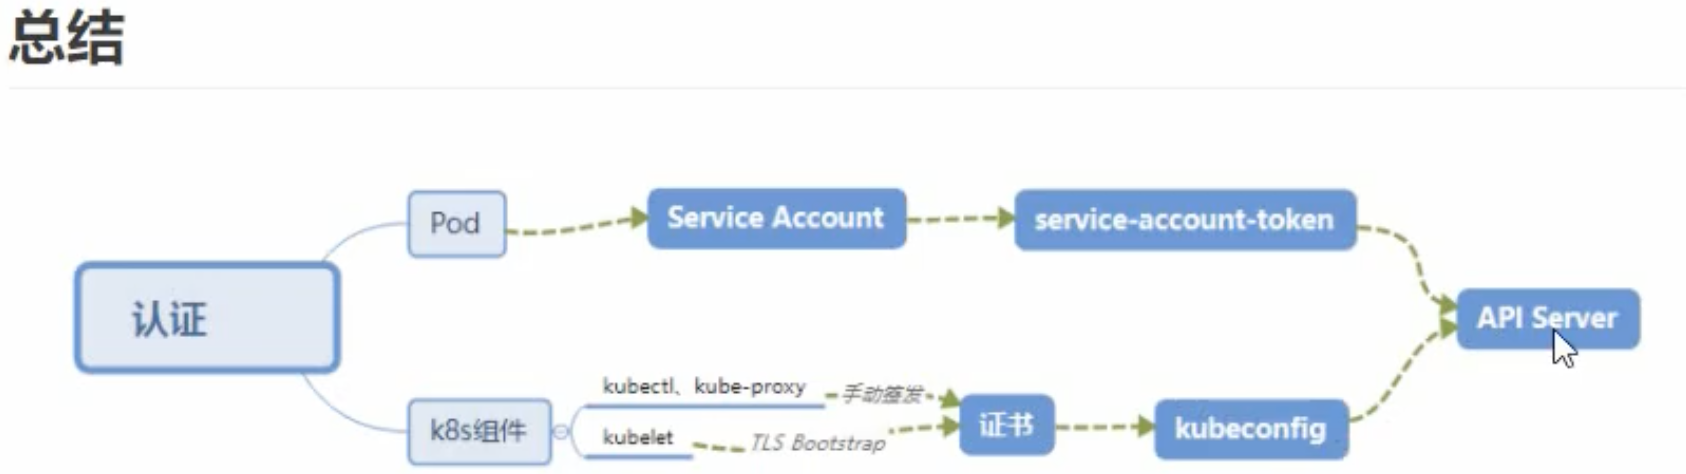 总结
Pod
Service Account
service-account-token
认证
API Server
k8s组件
kubectl、kube-proxy
手动签发
kubelet
TLS Bootstrap
证书
kubeconfig